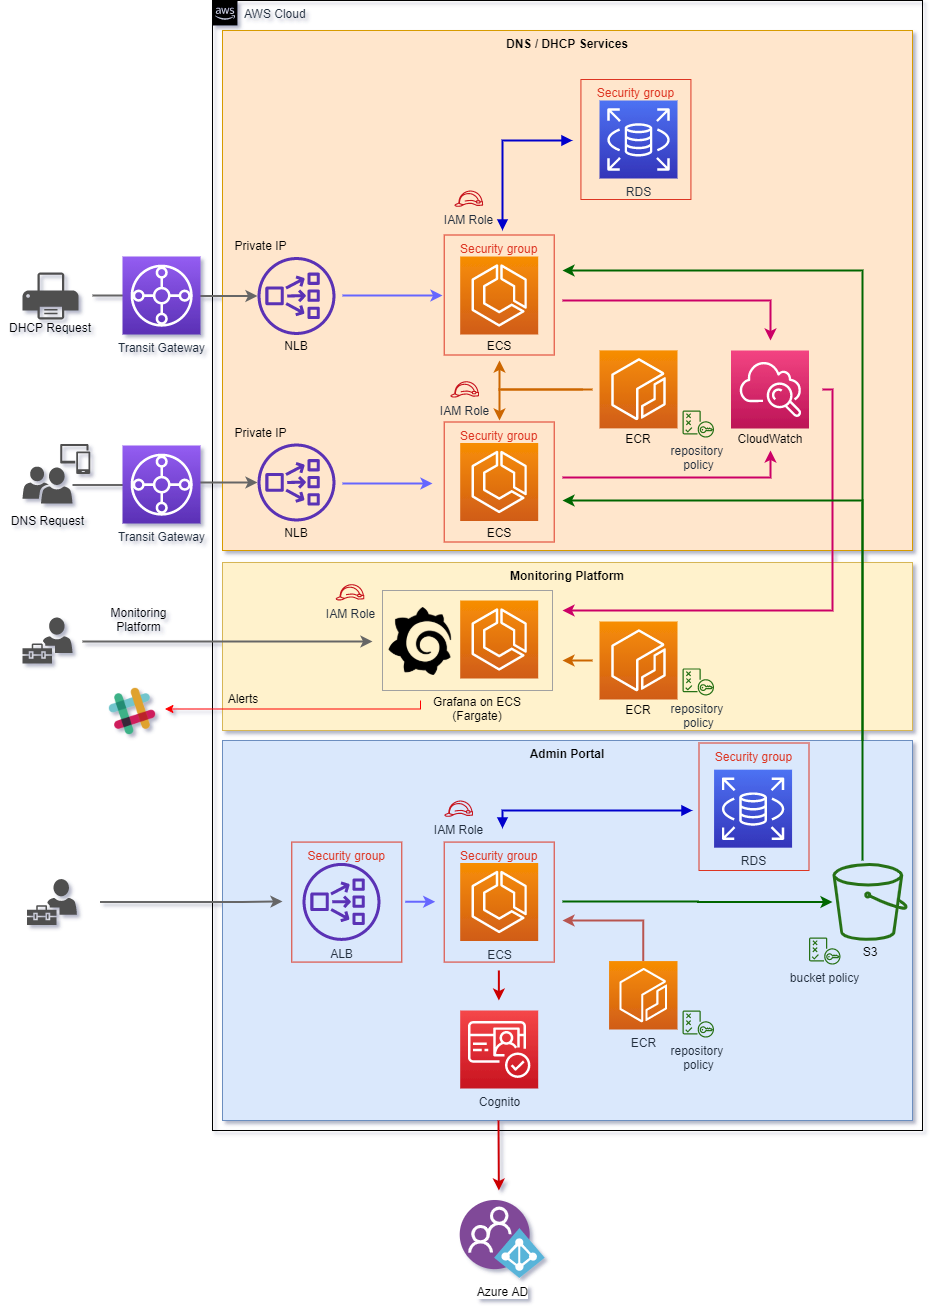 aws
AWS Cloud
DNS / DHCP Services
Security group
RDS
IAM Role
Private IP
Security group
DHCP Request
Transit Gateway
NLB
ECS
IAM Role
ECR
CloudWatch
repository
policy
Private IP
Security group
DNS Request
Transit Gateway
NLB
ECS
Monitoring Platform
IAM Role
Monitoring
Platform
Alerts
Grafana on ECS
(Fargate)
ECR
repository
policy
Admin Portal
Security group
RDS
IAM Role
Security group
Security group
ALB
ECS
S3
bucket policy
ECR
repository
policy
Cognito
Azure AD